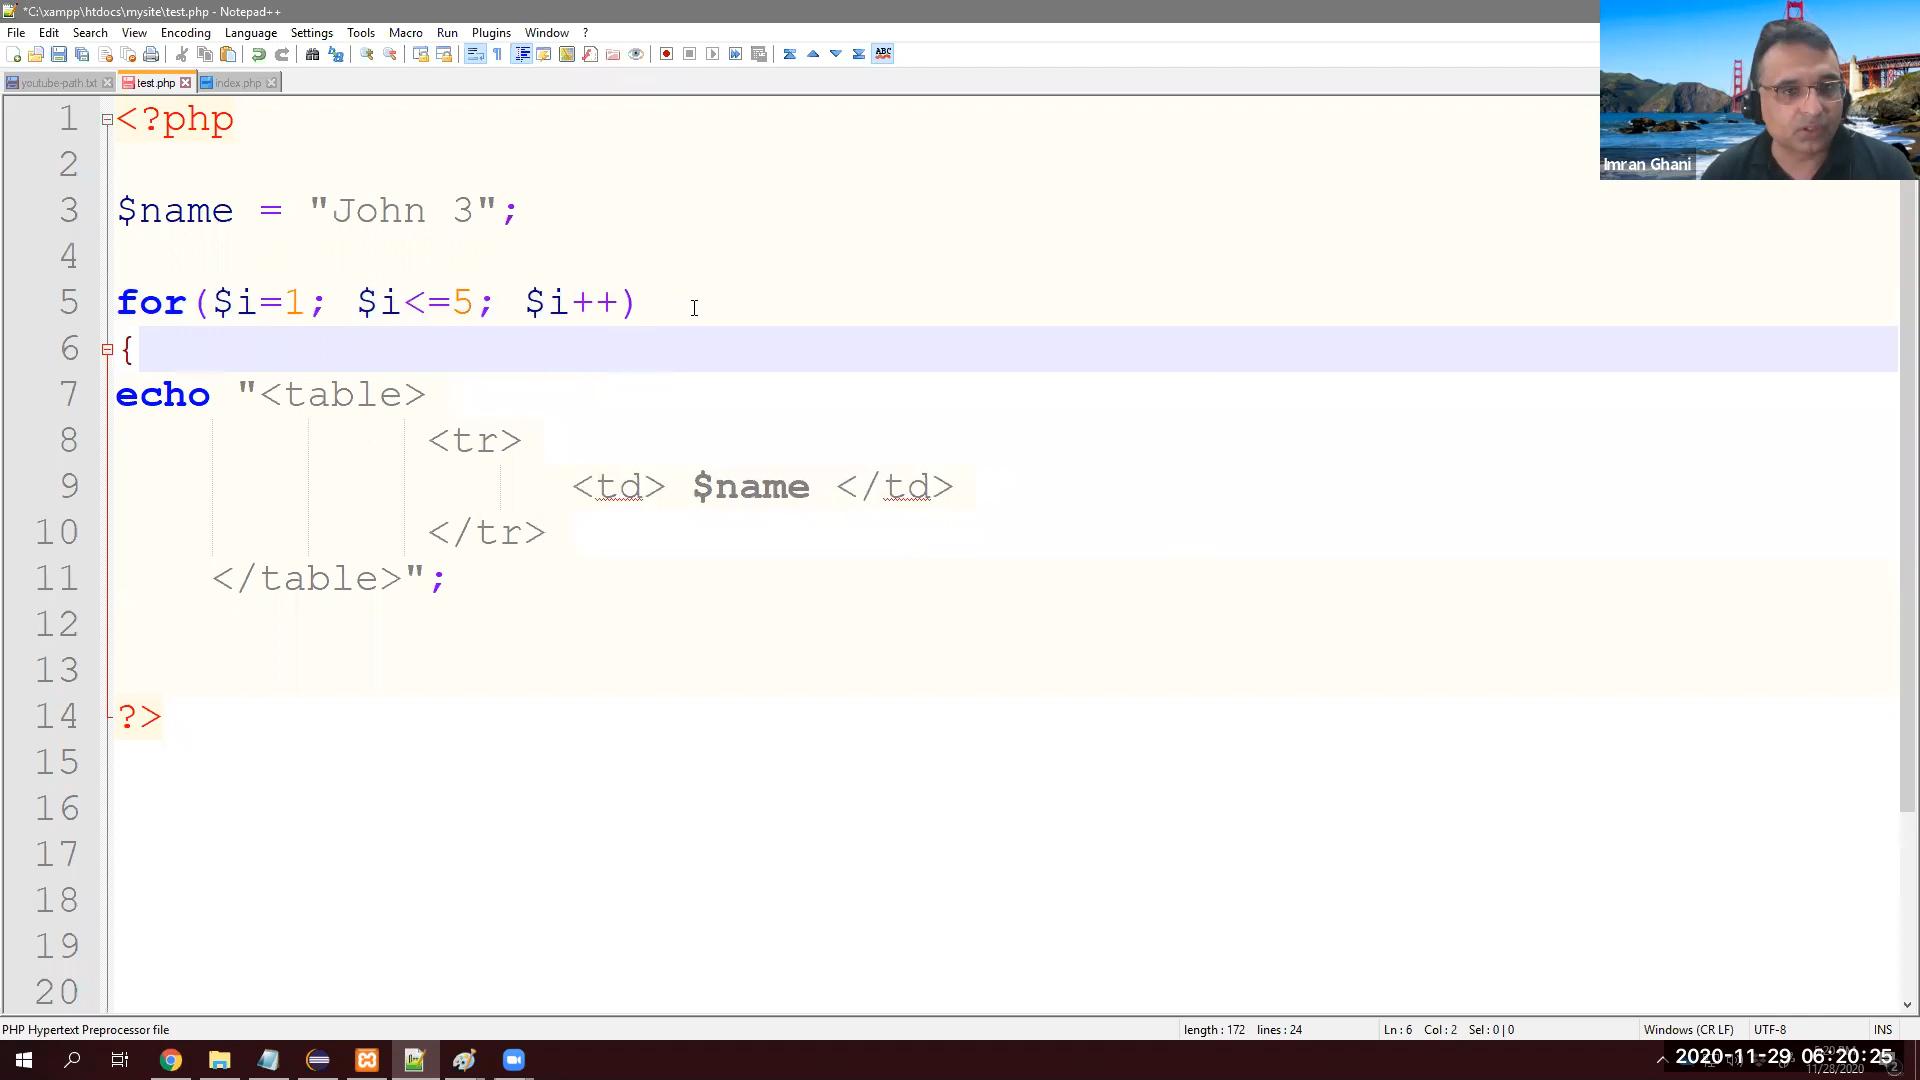 *C:\xampp\htdocs\mysite\test.php - Notepad++
File Edit Search View Encoding Language Settings Tools Macro Run Plugins Window ?
youtube-path.txt test.php index.php
Imran Ghani
1 <?php
2
3 $name = "John 3";
4
5 for($i=1; $i<=5; $i++)
6 {
7 echo "<table>
8 <tr>
9 <td> $name </td>
10 </tr>
11 </table>";
12
13
14 ?>
15
16
17
18
19
20
PHP Hypertext Preprocessor file length : 172 lines : 24 Ln : 6 Col : 2 Sel : 0 | 0 Windows (CR LF) UTF-8 INS
2020-11-29 06:20:25
11/28/2020